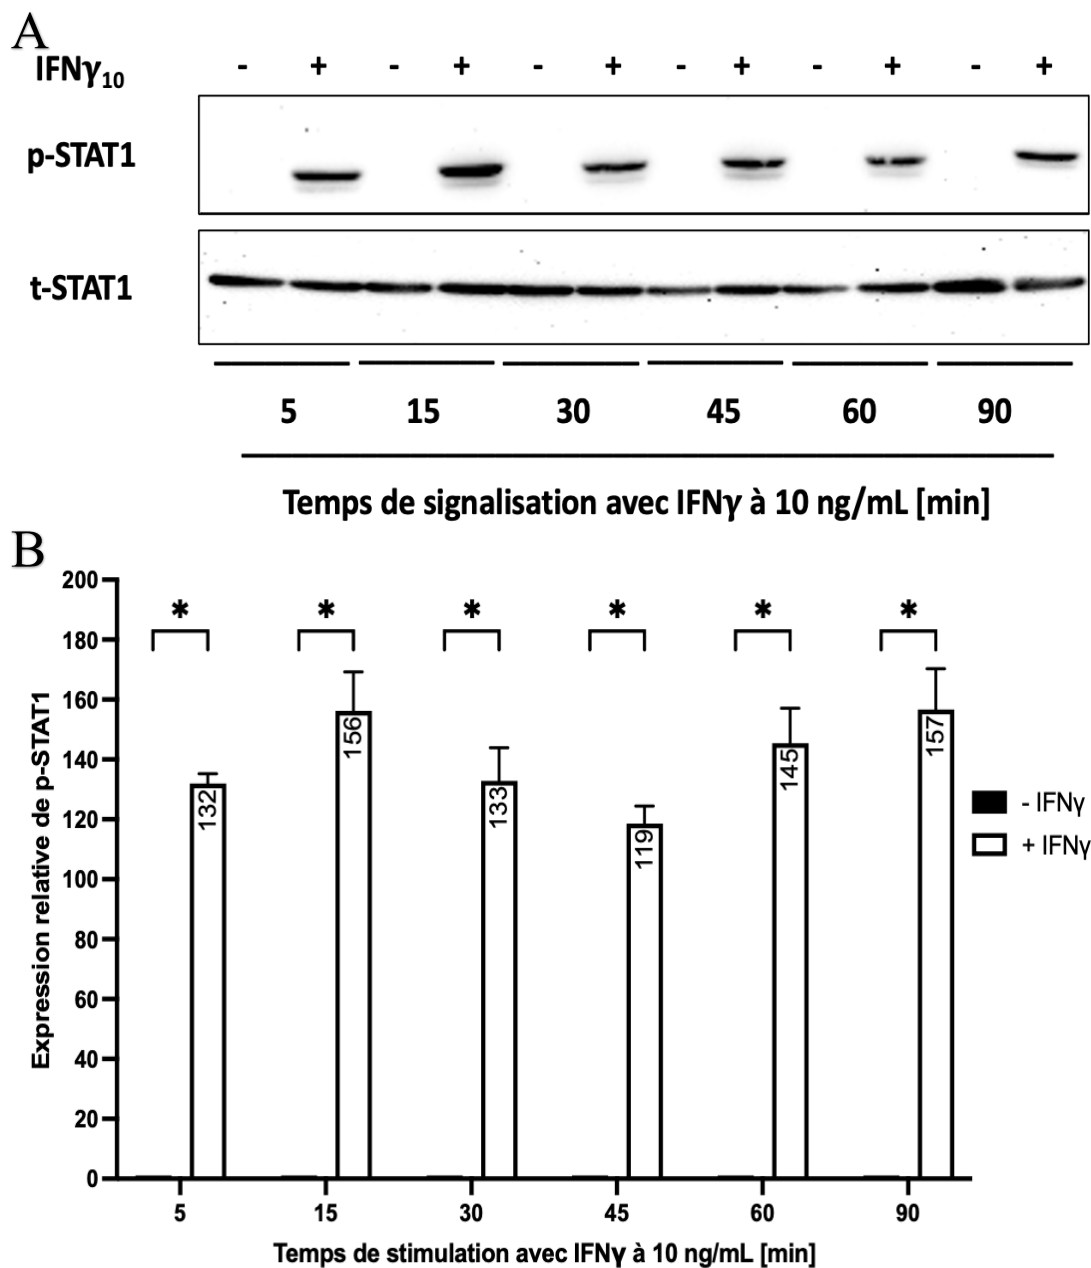 A
IFNγ10 - + - + - + - + - + - +
p-STAT1
t-STAT1
5 15 30 45 60 90
Temps de signalisation avec IFNγ à 10 ng/mL [min]
B
Expression relative de p-STAT1
200
180
160
140
120
100
80
60
40
20
0
* * * * * *
132 156 133 119 145 157
- IFNγ
+ IFNγ
5 15 30 45 60 90
Temps de stimulation avec IFNγ à 10 ng/mL [min]